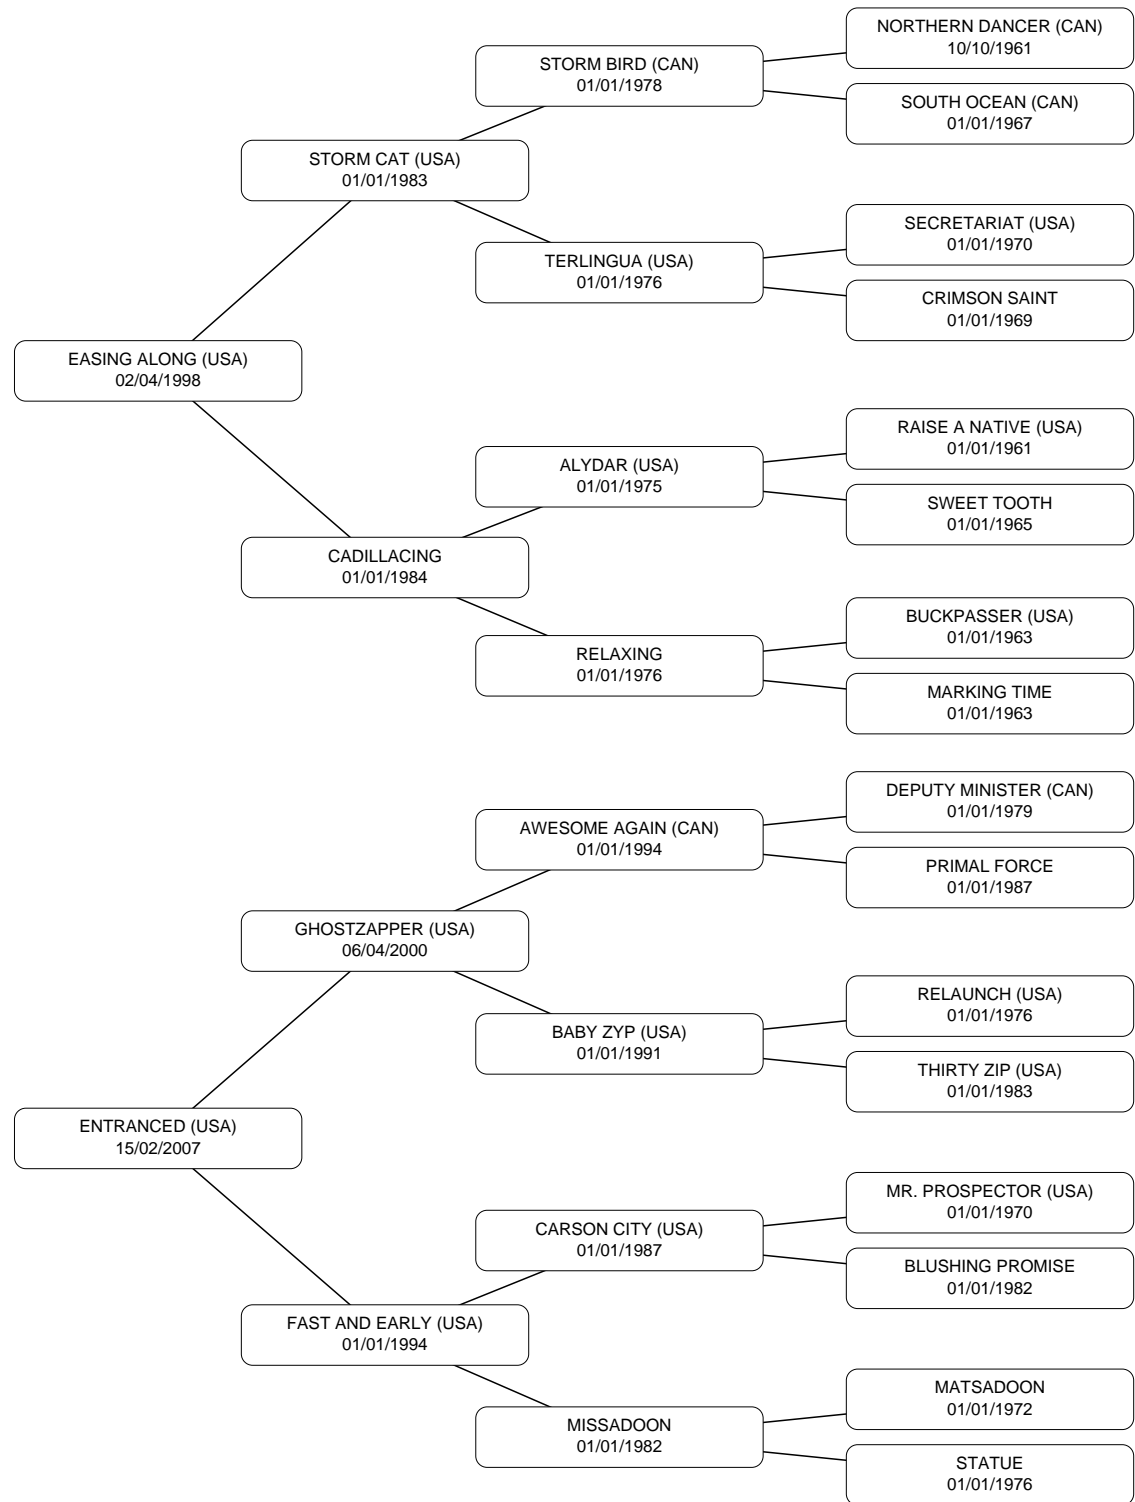 NORTHERN DANCER (CAN)
10/10/1961
STORM BIRD (CAN)
01/01/1978
SOUTH OCEAN (CAN)
01/01/1967
STORM CAT (USA)
01/01/1983
SECRETARIAT (USA)
01/01/1970
TERLINGUA (USA)
01/01/1976
CRIMSON SAINT
01/01/1969
EASING ALONG (USA)
02/04/1998
RAISE A NATIVE (USA)
01/01/1961
ALYDAR (USA)
01/01/1975
SWEET TOOTH
01/01/1965
CADILLACING
01/01/1984
BUCKPASSER (USA)
01/01/1963
RELAXING
01/01/1976
MARKING TIME
01/01/1963
DEPUTY MINISTER (CAN)
01/01/1979
AWESOME AGAIN (CAN)
01/01/1994
PRIMAL FORCE
01/01/1987
GHOSTZAPPER (USA)
06/04/2000
RELAUNCH (USA)
01/01/1976
BABY ZYP (USA)
01/01/1991
THIRTY ZIP (USA)
01/01/1983
ENTRANCED (USA)
15/02/2007
MR. PROSPECTOR (USA)
01/01/1970
CARSON CITY (USA)
01/01/1987
BLUSHING PROMISE
01/01/1982
FAST AND EARLY (USA)
01/01/1994
MATSADOON
01/01/1972
MISSADOON
01/01/1982
STATUE
01/01/1976